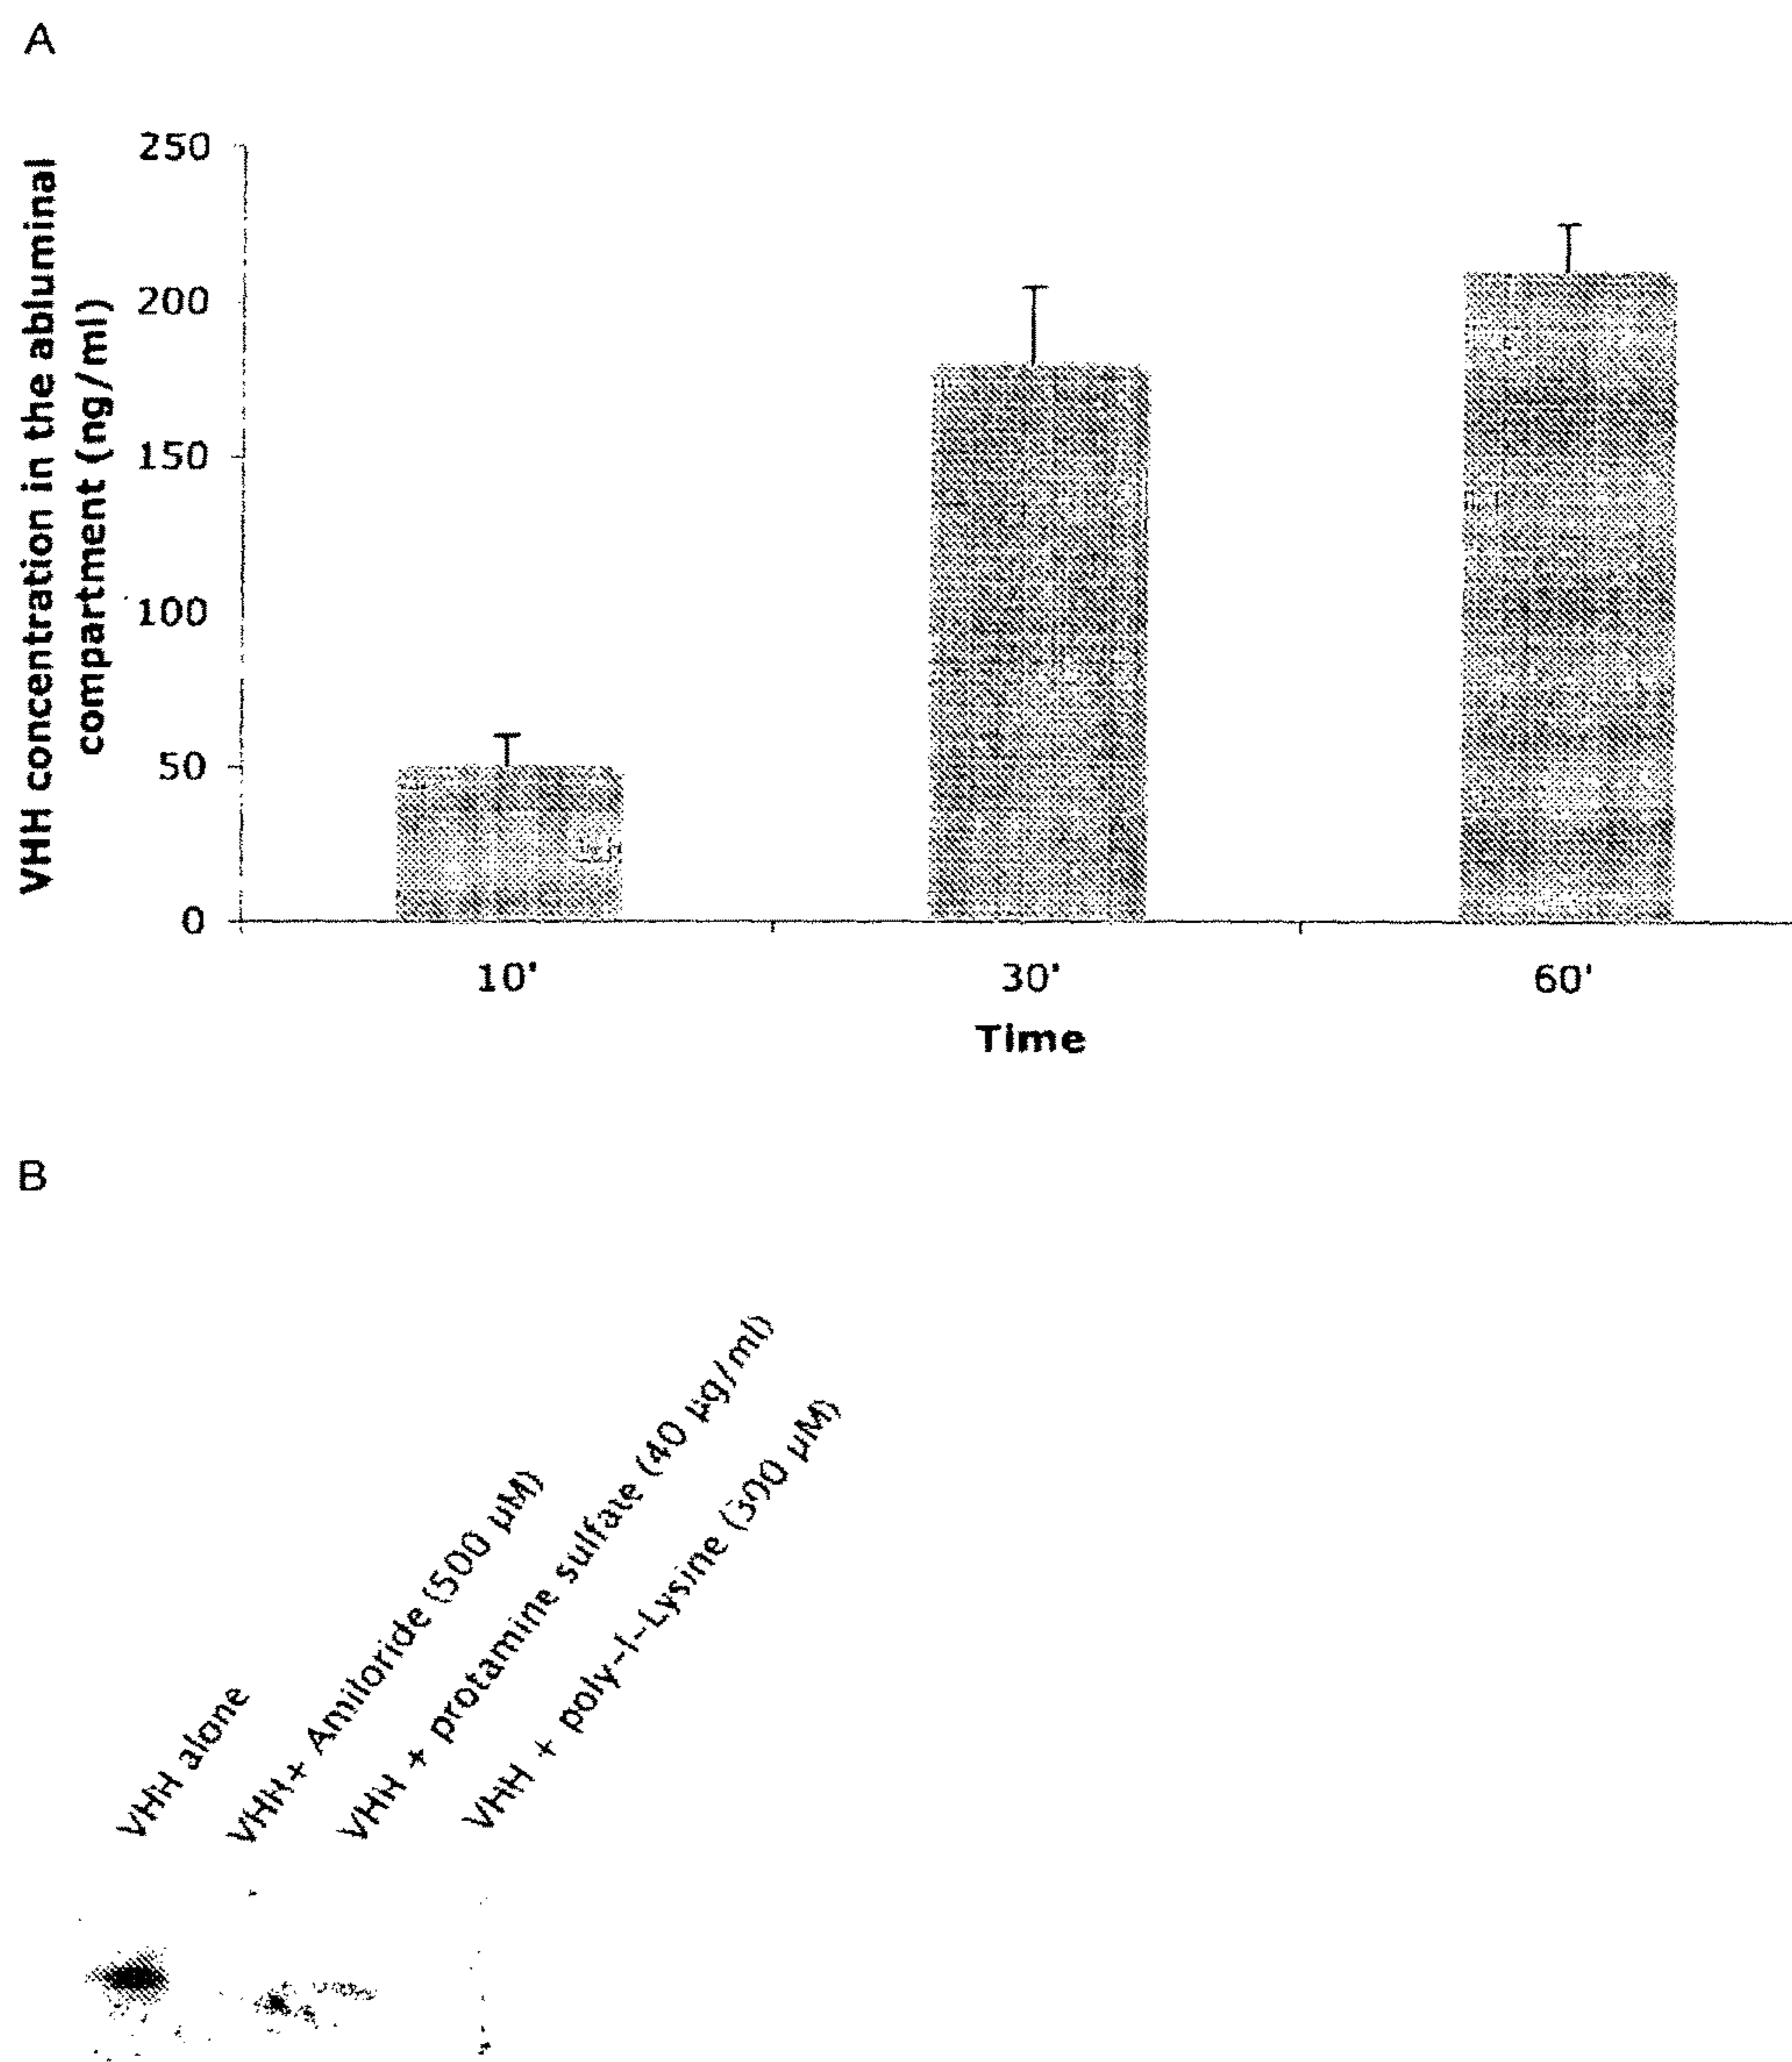 A
VHH concentration in the abluminal
compartment (ng/ml)
250
200
150
100
50
0
10'
30'
60'
Time
B
VHH alone
VHH+ Amiloride (500 µM)
VHH + protamine sulfate (40 µg/ml)
VHH + poly-l-Lysine (300 µM)